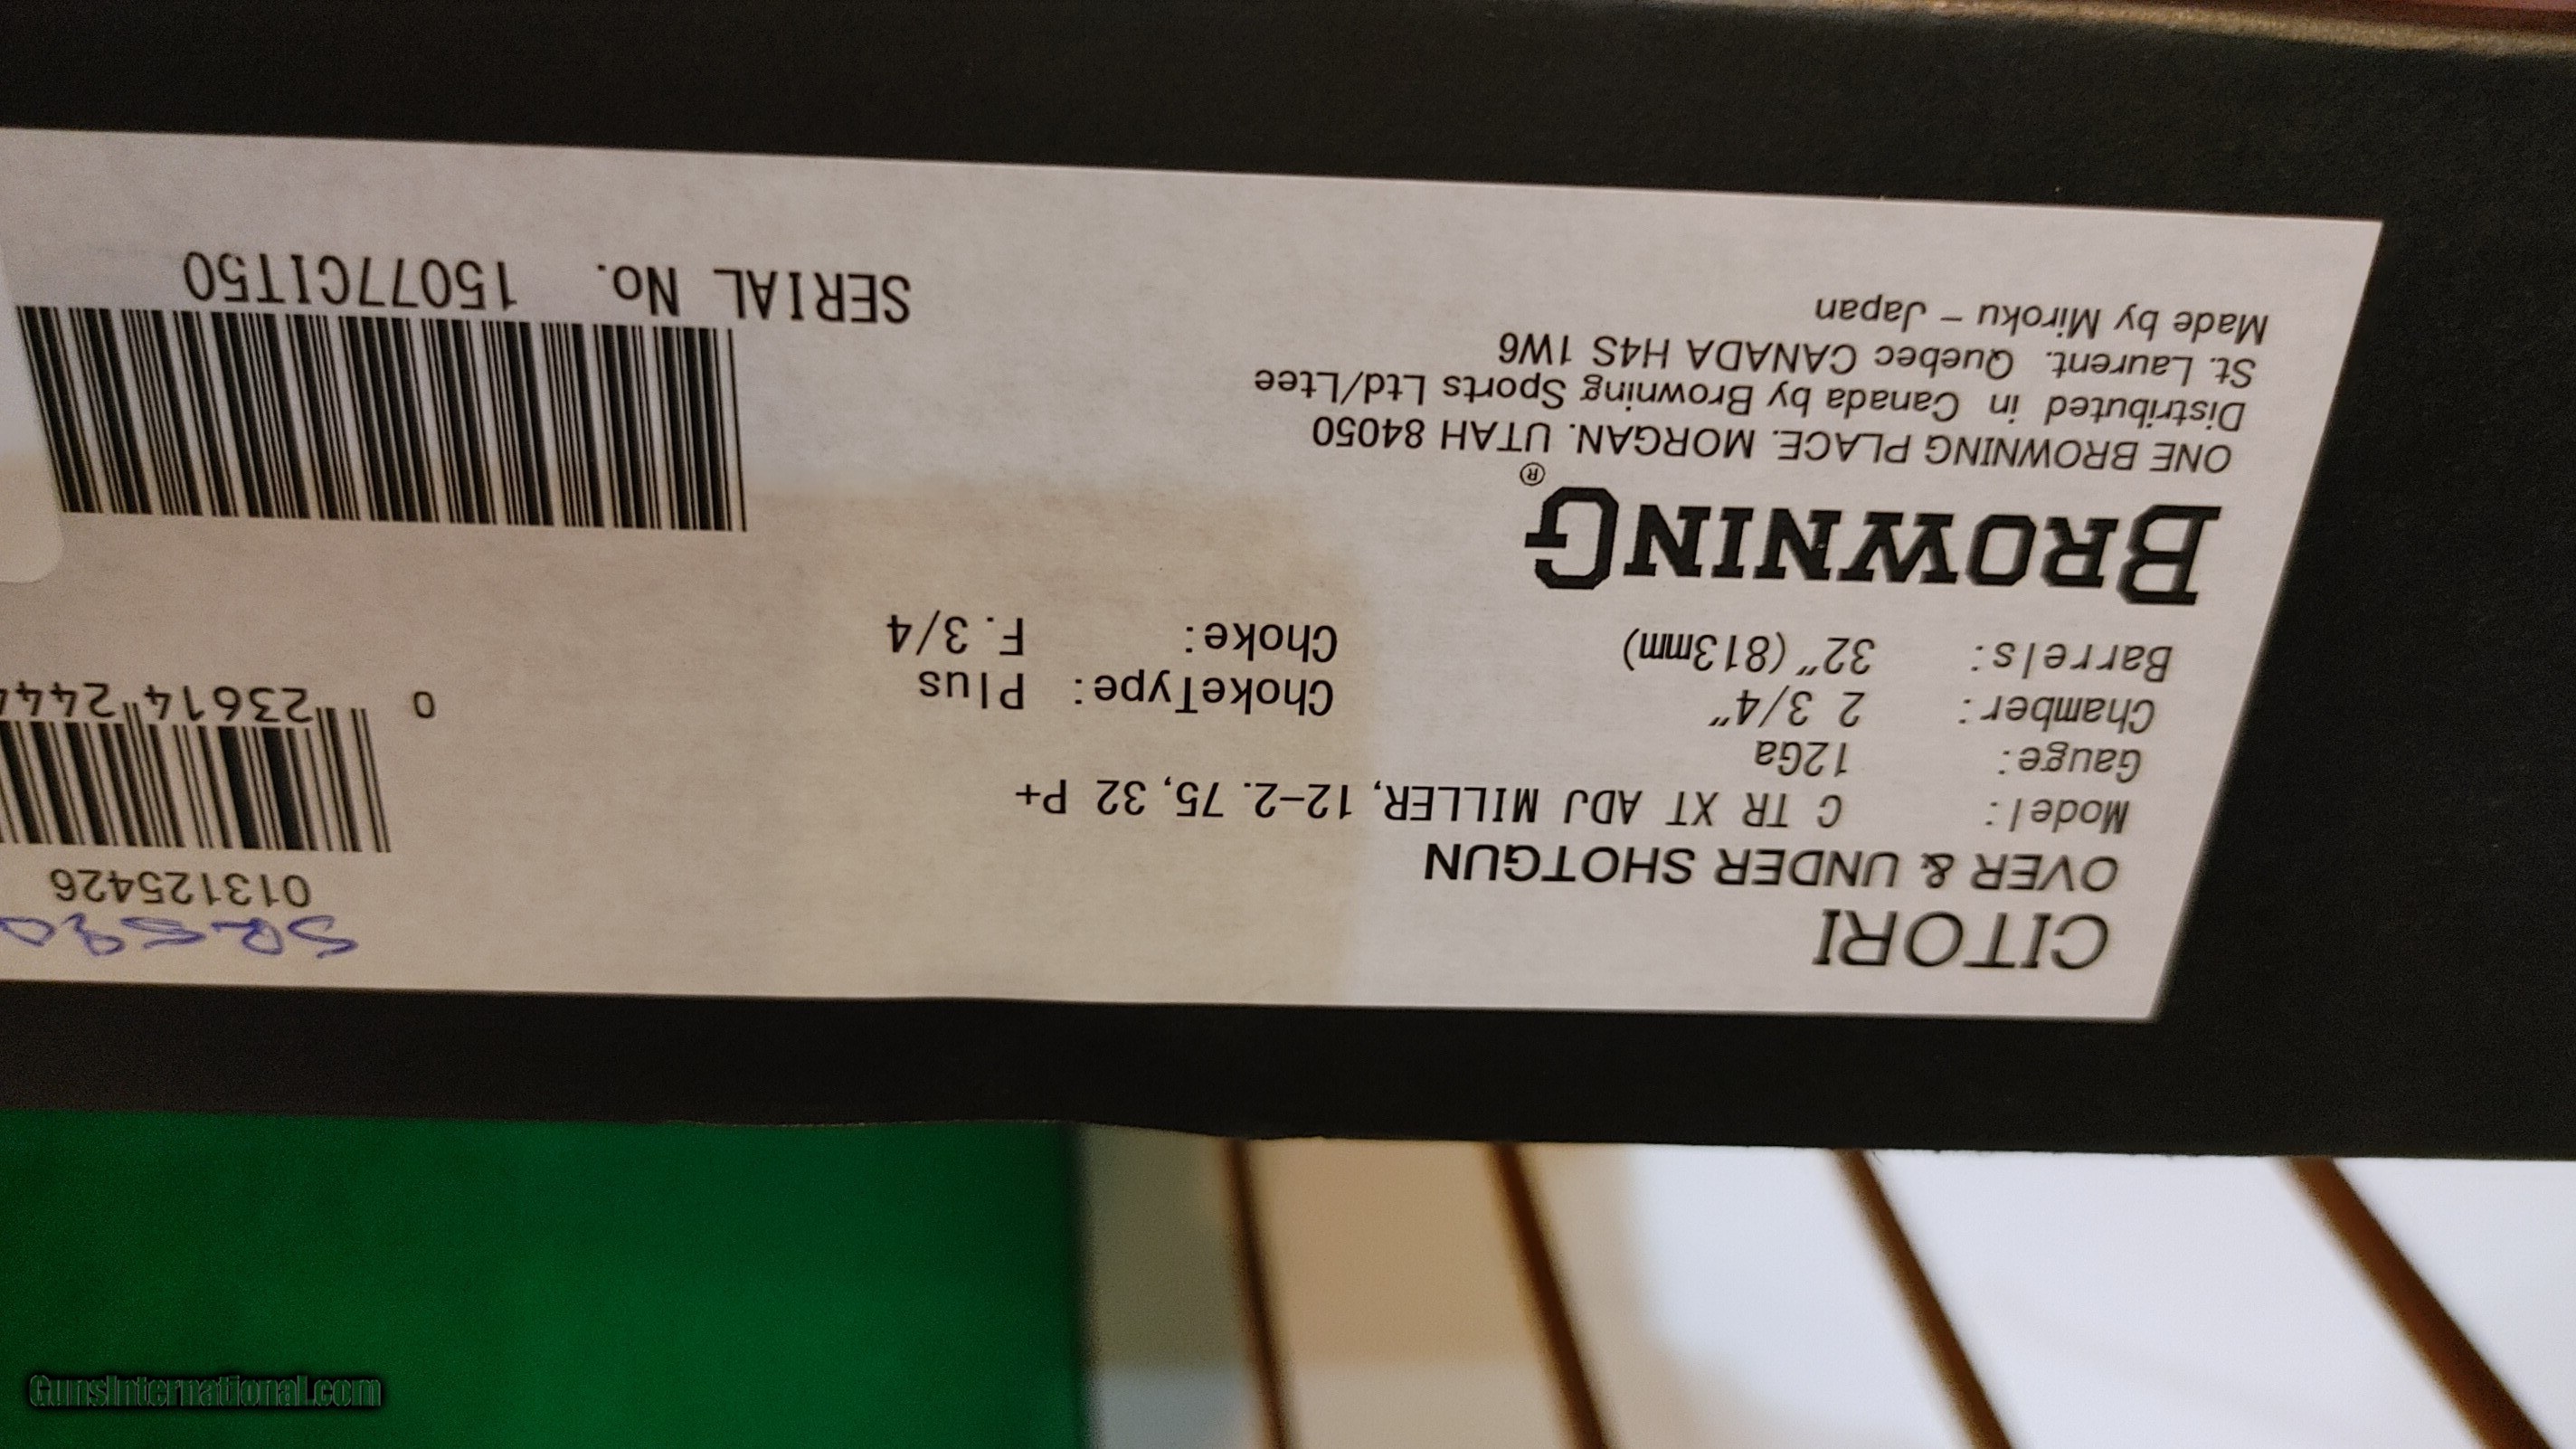 CITORI
OVER & UNDER SHOTGUN
Model: C TR XT ADJ MILLER, 12-2.75, 32 P+
Gauge: 12Ga
Chamber: 2 3/4" ChokeType: Plus
Barrels: 32" (813mm) Choke: F. 3/4
BROWNING®
ONE BROWNING PLACE. MORGAN. UTAH 84050
Distributed in Canada by Browning Sports Ltd/Ltee
St. Laurent. Quebec CANADA H4S 1W6
Made by Miroku - Japan
013125426
0 23614 2444
SERIAL No. 15077CIT50
GunsInternational.com